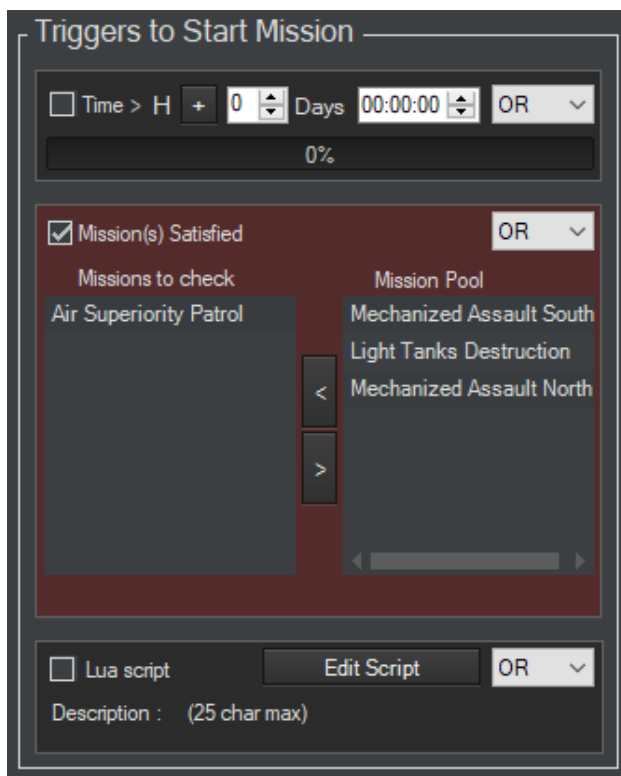 Triggers to Start Mission
Time > H + 0 Days 00:00:00 OR
0%
Mission(s) Satisfied OR
Missions to check Mission Pool
Air Superiority Patrol Mechanized Assault South
Light Tanks Destruction
< Mechanized Assault North
>
Lua script Edit Script OR
Description : (25 char max)